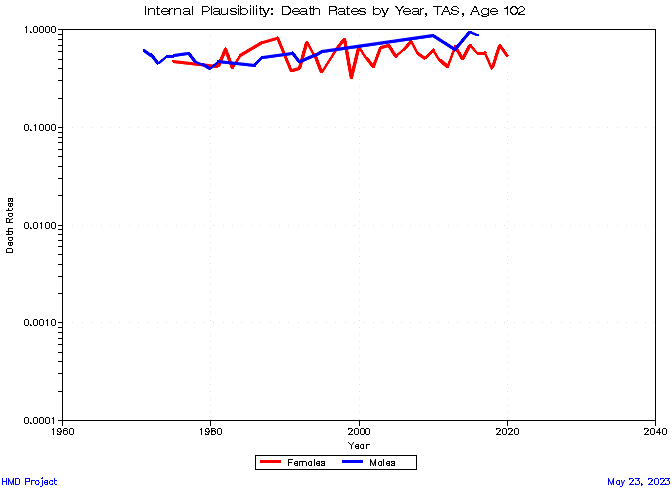 Internal Plausibility: Death Rates by Year, TAS, Age 102
1.0000
0.1000
0.0100
0.0010
0.0001
Death Rates
1960
1980
2000
2020
2040
Year
Females
Males
HMD Project
May 23, 2023